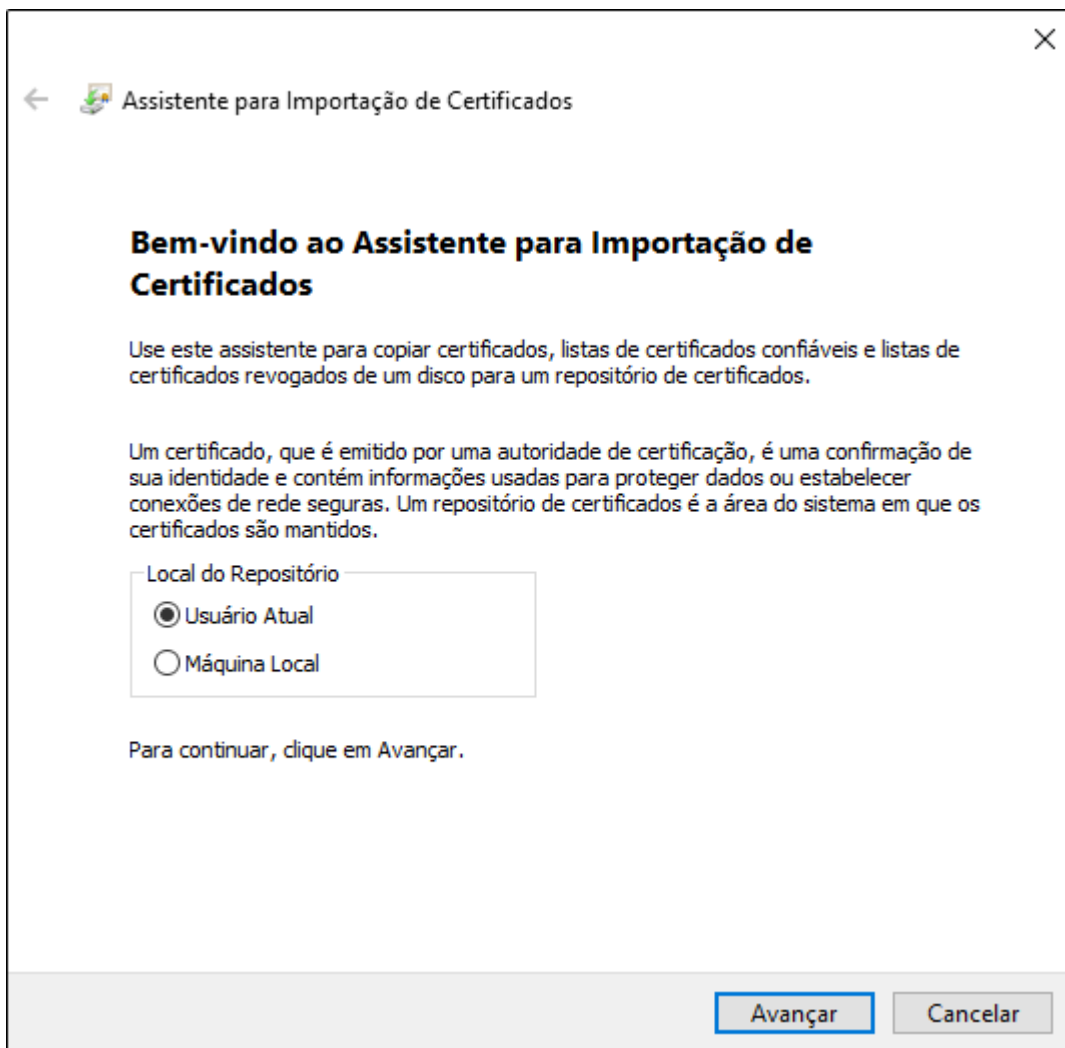 Assistente para Importação de Certificados
Bem-vindo ao Assistente para Importação de
Certificados
Use este assistente para copiar certificados, listas de certificados confiáveis e listas de
certificados revogados de um disco para um repositório de certificados.
Um certificado, que é emitido por uma autoridade de certificação, é uma confirmação de
sua identidade e contém informações usadas para proteger dados ou estabelecer
conexões de rede seguras. Um repositório de certificados é a área do sistema em que os
certificados são mantidos.
Local do Repositório
Usuário Atual
Máquina Local
Para continuar, clique em Avançar.
Avançar
Cancelar